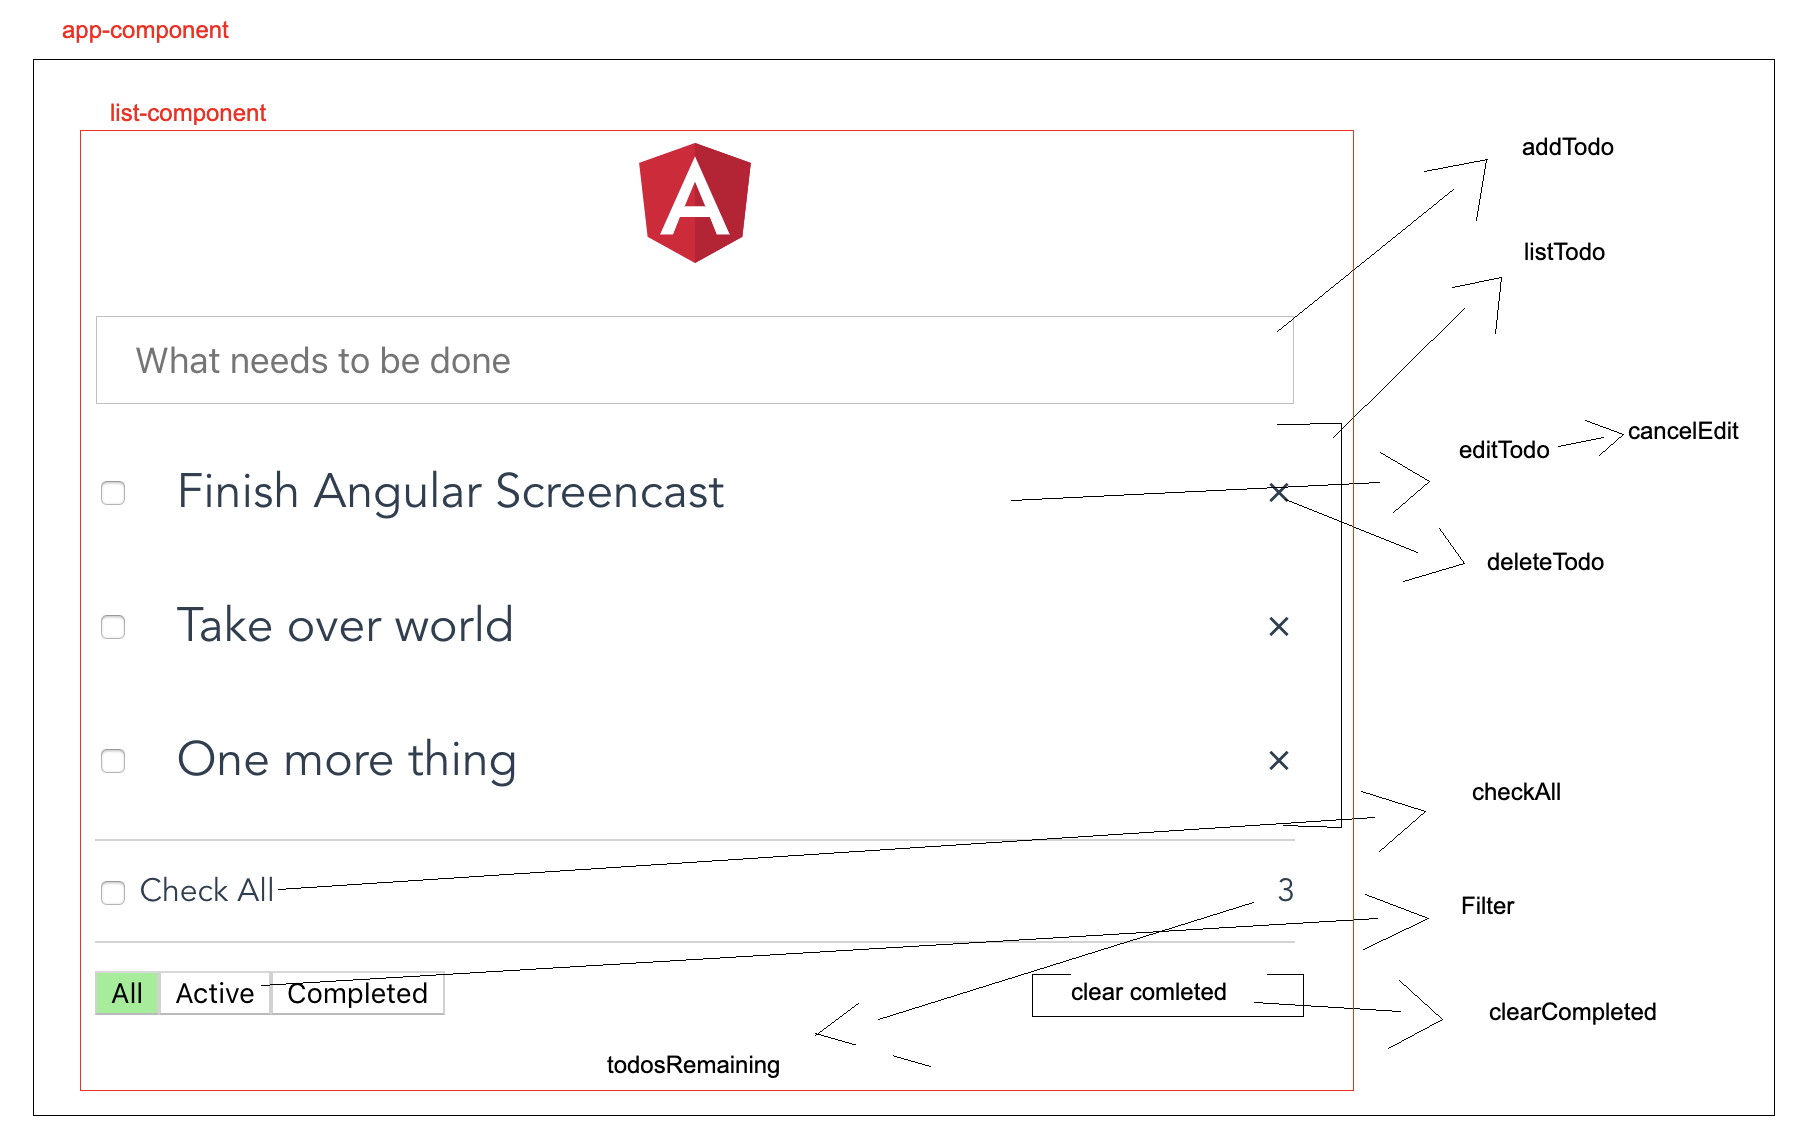 app-component
list-component
addTodo
listTodo
What needs to be done
editTodo
cancelEdit
Finish Angular Screencast
×
deleteTodo
Take over world
×
One more thing
×
checkAll
Check All
3
Filter
All
Active
Completed
clear comleted
clearCompleted
todosRemaining